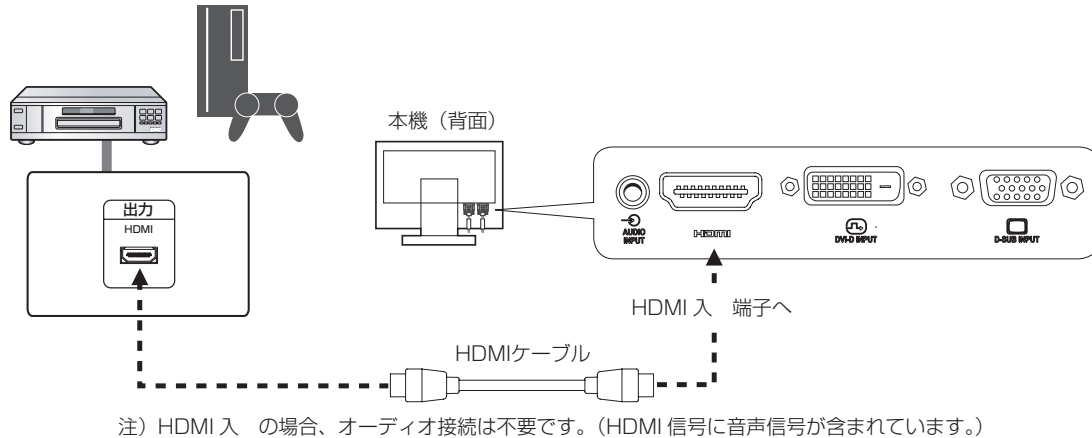 本機（背面）
出力
HDMI
AUDIO
INPUT
HDMI
DVI-D INPUT
D-SUB INPUT
HDMI 入　端子へ
HDMIケーブル
注）HDMI 入　の場合、オーディオ接続は不要です。（HDMI 信号に音声信号が含まれています。）